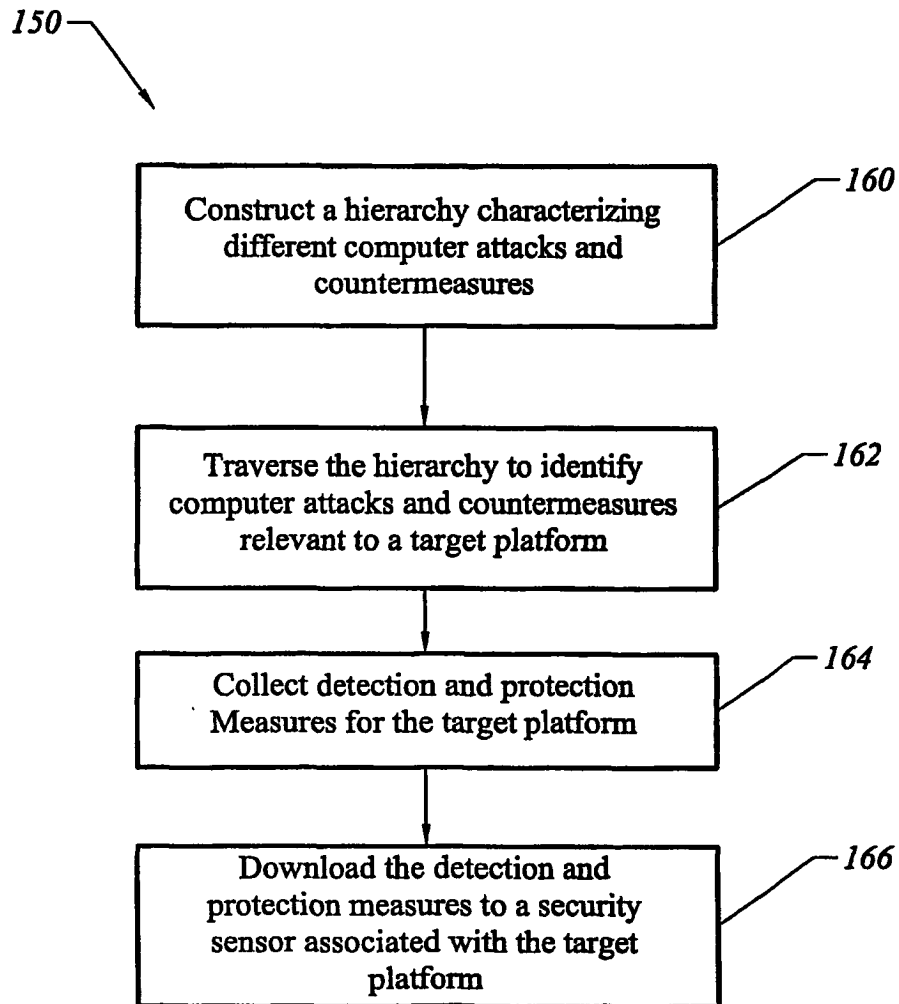 150
160
Construct a hierarchy characterizing
different computer attacks and
countermeasures
162
Traverse the hierarchy to identify
computer attacks and countermeasures
relevant to a target platform
164
Collect detection and protection
Measures for the target platform
166
Download the detection and
protection measures to a security
sensor associated with the target
platform